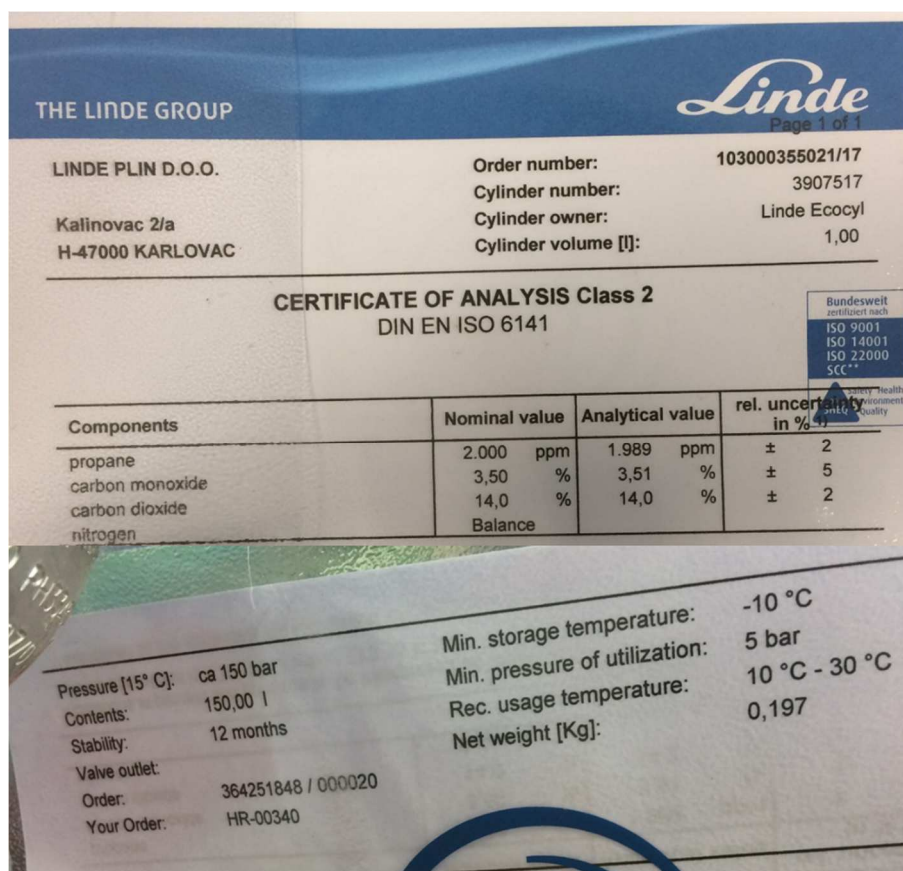 THE LINDE GROUP
Linde
Page 1 of 1
LINDE PLIN D.O.O.
Kalinovac 2/a
H-47000 KARLOVAC
Order number: 103000355021/17
Cylinder number: 3907517
Cylinder owner: Linde Ecocyl
Cylinder volume [l]: 1,00
CERTIFICATE OF ANALYSIS Class 2
DIN EN ISO 6141
Bundesweit
zertifiziert nach
ISO 9001
ISO 14001
ISO 22000
SCC**
Safety Health
Environment
SHEQ Quality
Components Nominal value Analytical value rel. uncertainty
in % 1)
propane 2.000 ppm 1.989 ppm ± 2
carbon monoxide 3,50 % 3,51 % ± 5
carbon dioxide 14,0 % 14,0 % ± 2
nitrogen Balance
Pressure [15° C]: ca 150 bar
Contents: 150,00 l
Stability: 12 months
Valve outlet:
Order: 364251848 / 000020
Your Order: HR-00340
Min. storage temperature: -10 °C
Min. pressure of utilization: 5 bar
Rec. usage temperature: 10 °C - 30 °C
Net weight [Kg]: 0,197